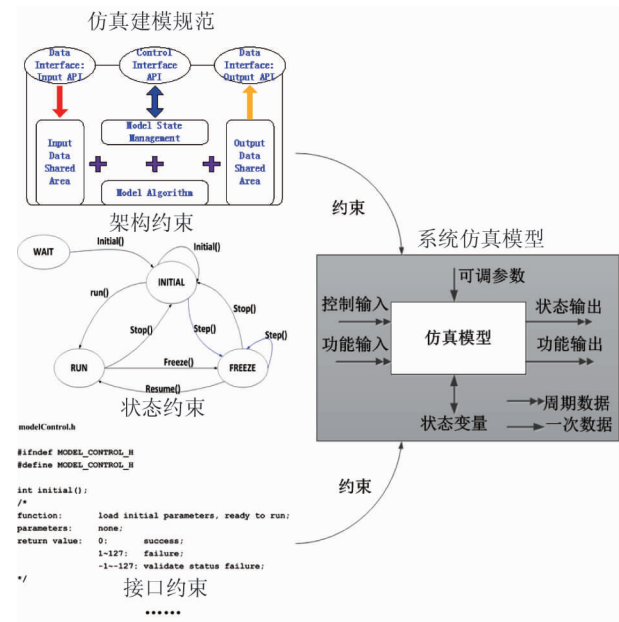 仿真建模规范
Data
Interface:
Input API
Control
Interface
API
Data
Interface:
Output API
Input
Data
Shared
Area
Model State
Management
Model Algorithm
Output
Data
Shared
Area
架构约束
WAIT
Initial()
Initial()
INITIAL
run()
Stop()
Step()
Stop()
Step()
RUN
Freeze()
FREEZE
Resume()
状态约束
modelControl.h
#ifndef MODEL_CONTROL_H
#define MODEL_CONTROL_H
int initial();
/*
function: load initial parameters, ready to run;
parameters: none;
return value: 0: success;
1~127: failure;
-1~-127: validate status failure;
*/
接口约束
......
约束
约束
系统仿真模型
可调参数
控制输入
功能输入
仿真模型
状态输出
功能输出
状态变量
周期数据
一次数据